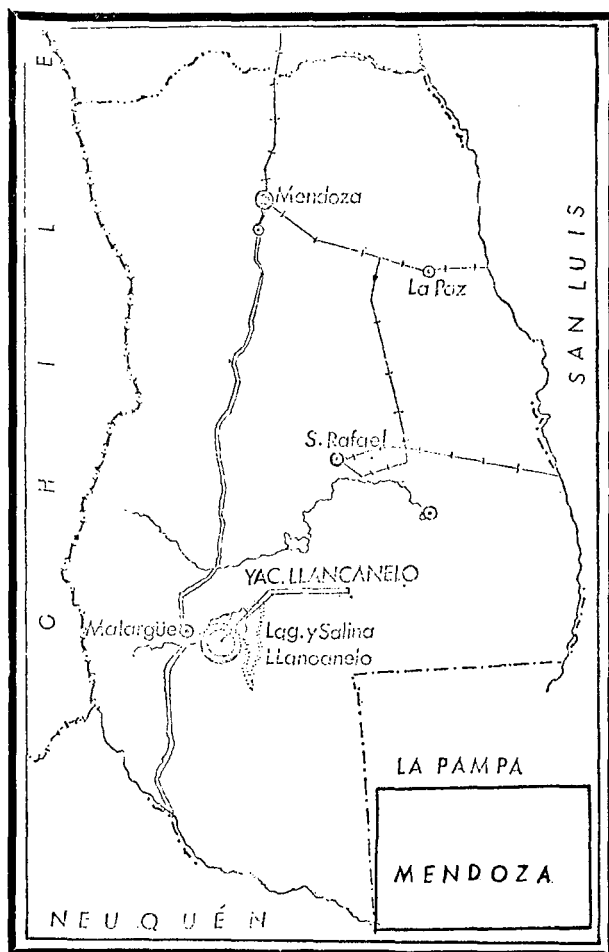 CHILE
Mendoza
La Paz
SAN LUIS
S. Rafael
YAC. LLANCANELO
Malargüe
Lag. y Salina
LLancanelo
LA PAMPA
MENDOZA
NEUQUÉN